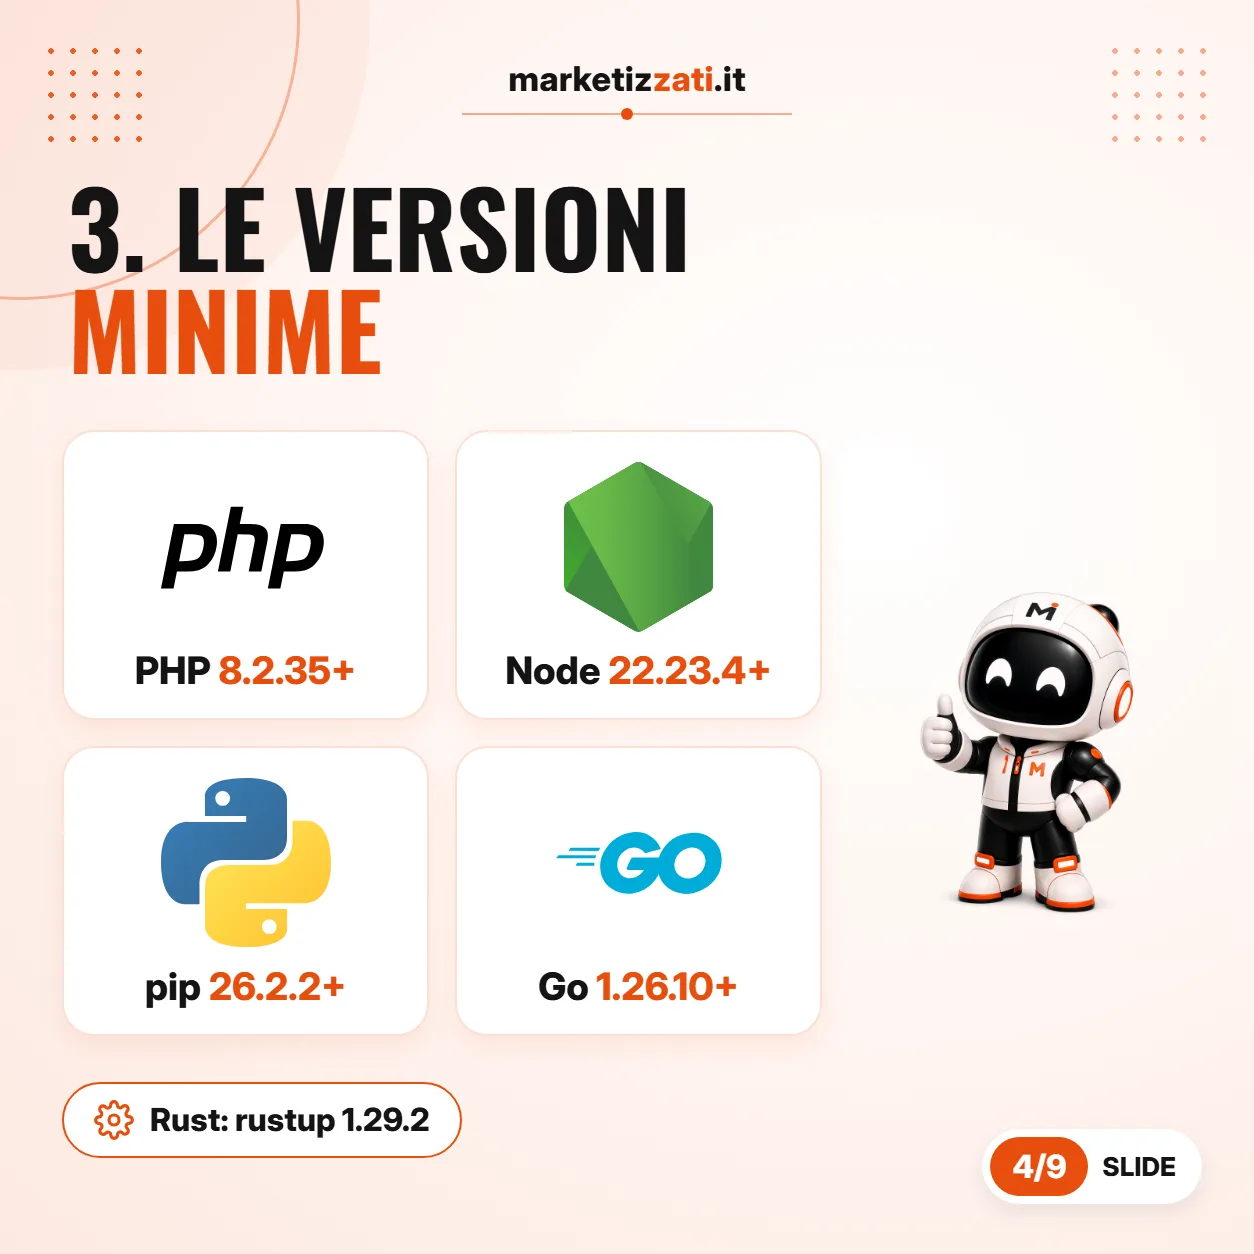 marketizzati.it
3. LE VERSIONI
MINIME
php
PHP 8.2.35+
Node 22.23.4+
pip 26.2.2+
GO
Go 1.26.10+
M
M
Rust: rustup 1.29.2
4/9 SLIDE